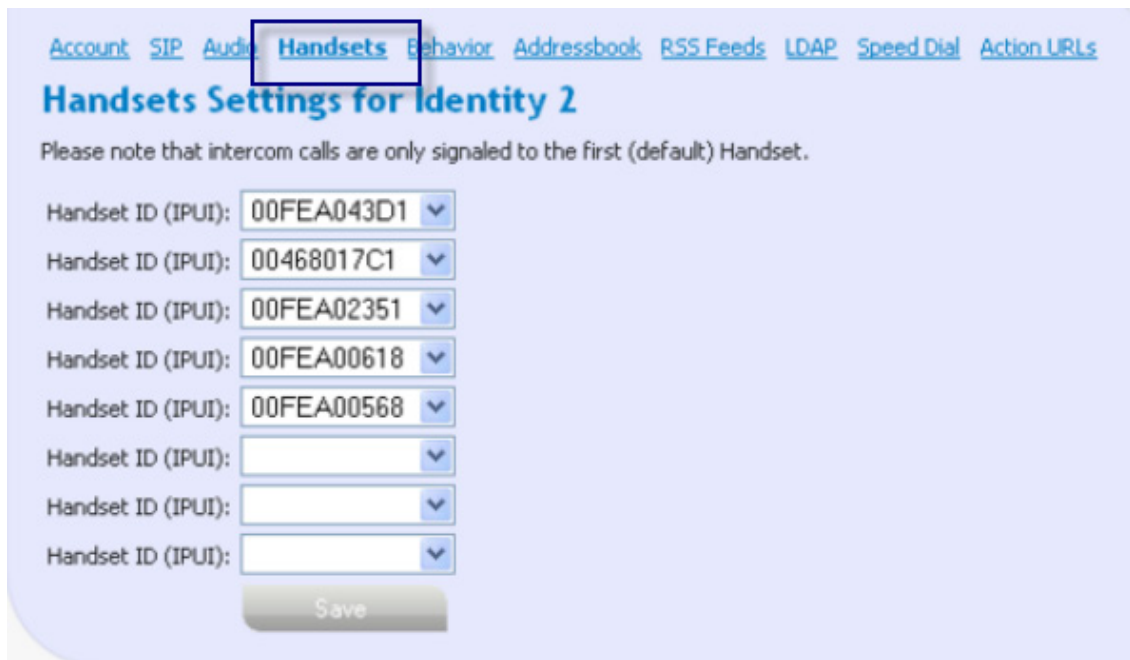 Account SIP Audio Handsets Behavior Addressbook RSS Feeds LDAP Speed Dial Action URLs
Handsets Settings for Identity 2
Please note that intercom calls are only signaled to the first (default) Handset.
Handset ID (IPUI): 00FEA043D1
Handset ID (IPUI): 00468017C1
Handset ID (IPUI): 00FEA02351
Handset ID (IPUI): 00FEA00618
Handset ID (IPUI): 00FEA00568
Handset ID (IPUI):
Handset ID (IPUI):
Handset ID (IPUI):
Save